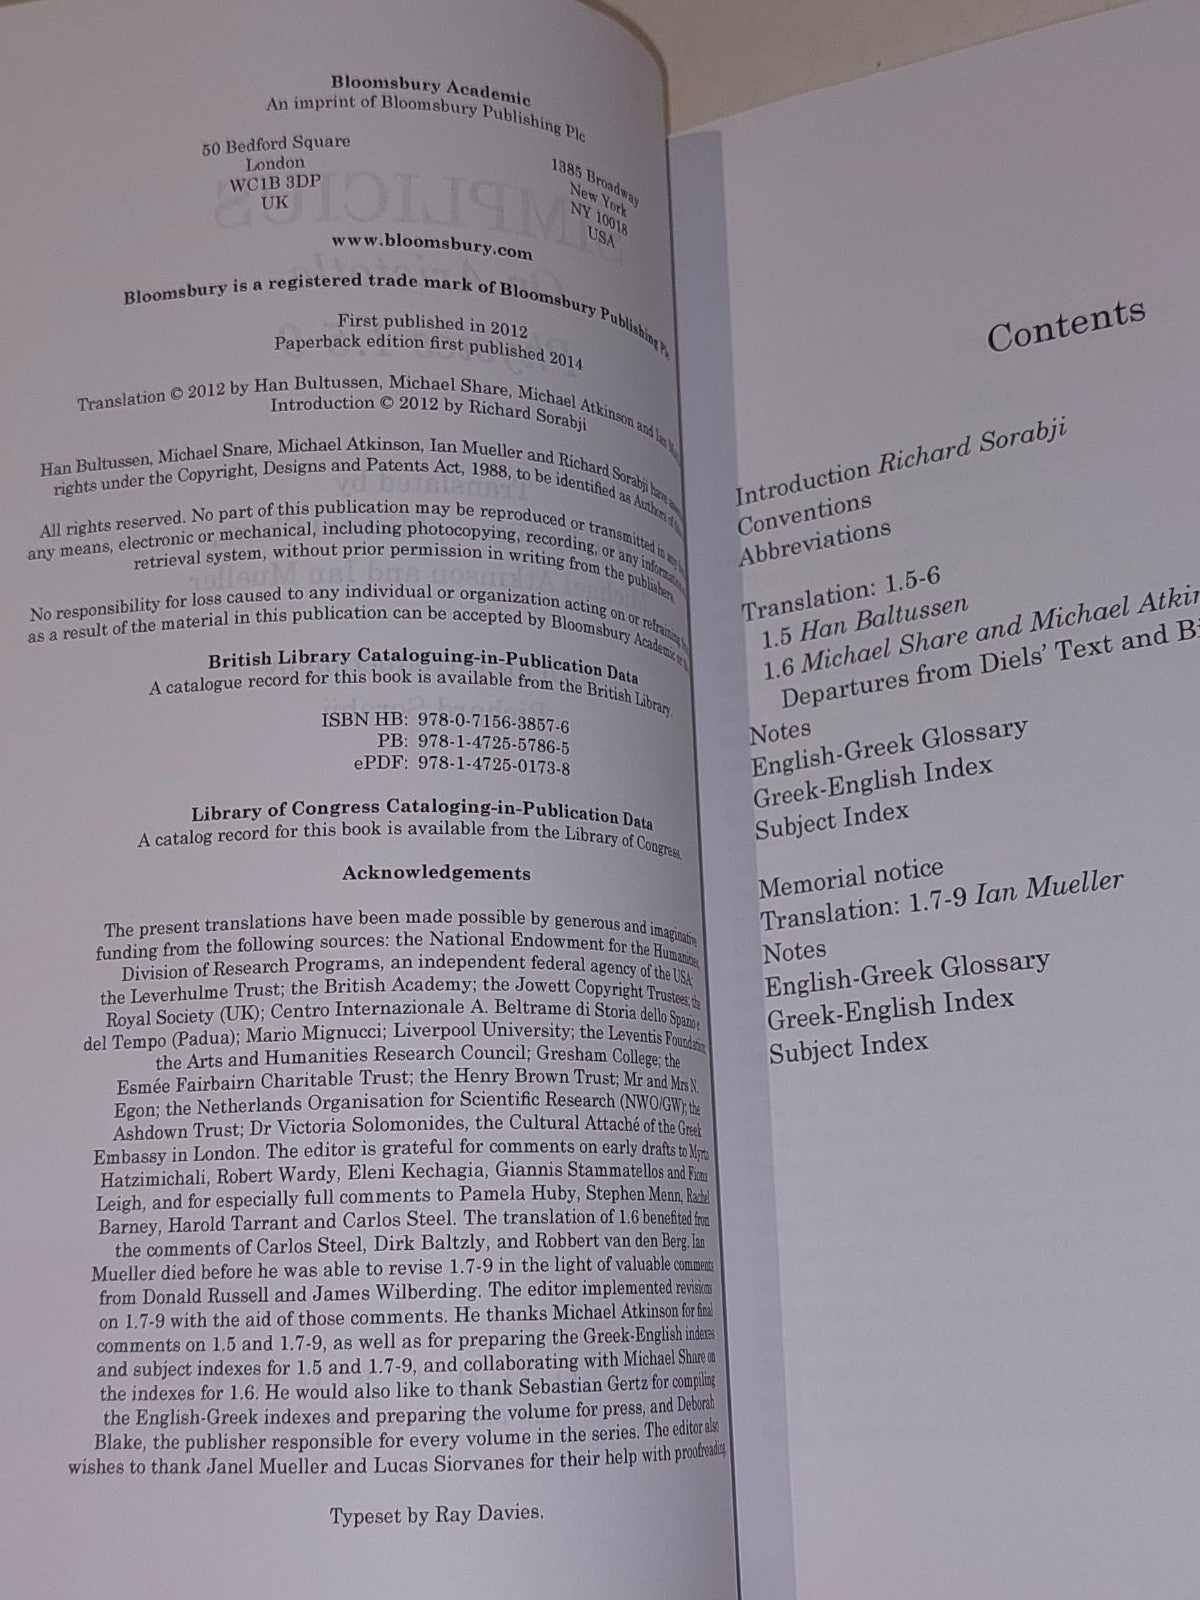 Bloomsbury Academic
An imprint of Bloomsbury Publishing Plc
50 Bedford Square
London
WC1B 3DP
UK
1385 Broadway
New York
NY 10018
USA
www.bloomsbury.com
Bloomsbury is a registered trade mark of Bloomsbury Publishing Plc
First published in 2012
Paperback edition first published 2014
Translation © 2012 by Han Bultussen, Michael Share, Michael Atkinson and Ian
Introduction © 2012 by Richard Sorabji
Han Bultussen, Michael Snare, Michael Atkinson, Ian Mueller and Richard Sorabji have
rights under the Copyright, Designs and Patents Act, 1988, to be identified as Authors of
All rights reserved. No part of this publication may be reproduced or transmitted in any
any means, electronic or mechanical, including photocopying, recording, or any information
retrieval system, without prior permission in writing from the publishers
No responsibility for loss caused to any individual or organization acting on or refraining
as a result of the material in this publication can be accepted by Bloomsbury Academic or
British Library Cataloguing-in-Publication Data
A catalogue record for this book is available from the British Library.
ISBN HB: 978-0-7156-3857-6
PB: 978-1-4725-5786-5
ePDF: 978-1-4725-0173-8
Library of Congress Cataloging-in-Publication Data
A catalog record for this book is available from the Library of Congress.
Acknowledgements
The present translations have been made possible by generous and imaginative
funding from the following sources: the National Endowment for the Humanities,
Division of Research Programs, an independent federal agency of the USA;
the Leverhulme Trust; the British Academy; the Jowett Copyright Trustees; the
Royal Society (UK); Centro Internazionale A. Beltrame di Storia dello Spazio e
del Tempo (Padua); Mario Mignucci; Liverpool University; the Leventis Foundation;
the Arts and Humanities Research Council; Gresham College; the
Esmée Fairbairn Charitable Trust; the Henry Brown Trust; Mr and Mrs N.
Egon; the Netherlands Organisation for Scientific Research (NWO/GW); the
Ashdown Trust; Dr Victoria Solomonides, the Cultural Attaché of the Greek
Embassy in London. The editor is grateful for comments on early drafts to Myrto
Hatzimichali, Robert Wardy, Eleni Kechagia, Giannis Stammatellos and Fiona
Leigh, and for especially full comments to Pamela Huby, Stephen Menn, Rachel
Barney, Harold Tarrant and Carlos Steel. The translation of 1.6 benefited from
the comments of Carlos Steel, Dirk Baltzly, and Robbert van den Berg. Ian
Mueller died before he was able to revise 1.7-9 in the light of valuable comments
from Donald Russell and James Wilberding. The editor implemented revisions
on 1.7-9 with the aid of those comments. He thanks Michael Atkinson for final
comments on 1.5 and 1.7-9, as well as for preparing the Greek-English indexes
and subject indexes for 1.5 and 1.7-9, and collaborating with Michael Share on
the indexes for 1.6. He would also like to thank Sebastian Gertz for compiling
the English-Greek indexes and preparing the volume for press, and Deborah
Blake, the publisher responsible for every volume in the series. The editor also
wishes to thank Janel Mueller and Lucas Siorvanes for their help with proofreading
Typeset by Ray Davies.
Contents
Introduction Richard Sorabji
Conventions
Abbreviations
Translation: 1.5-6
1.5 Han Baltussen
1.6 Michael Share and Michael Atkin
Departures from Diels' Text and
Notes
English-Greek Glossary
Greek-English Index
Subject Index
Memorial notice
Translation: 1.7-9 Ian Mueller
Notes
English-Greek Glossary
Greek-English Index
Subject Index